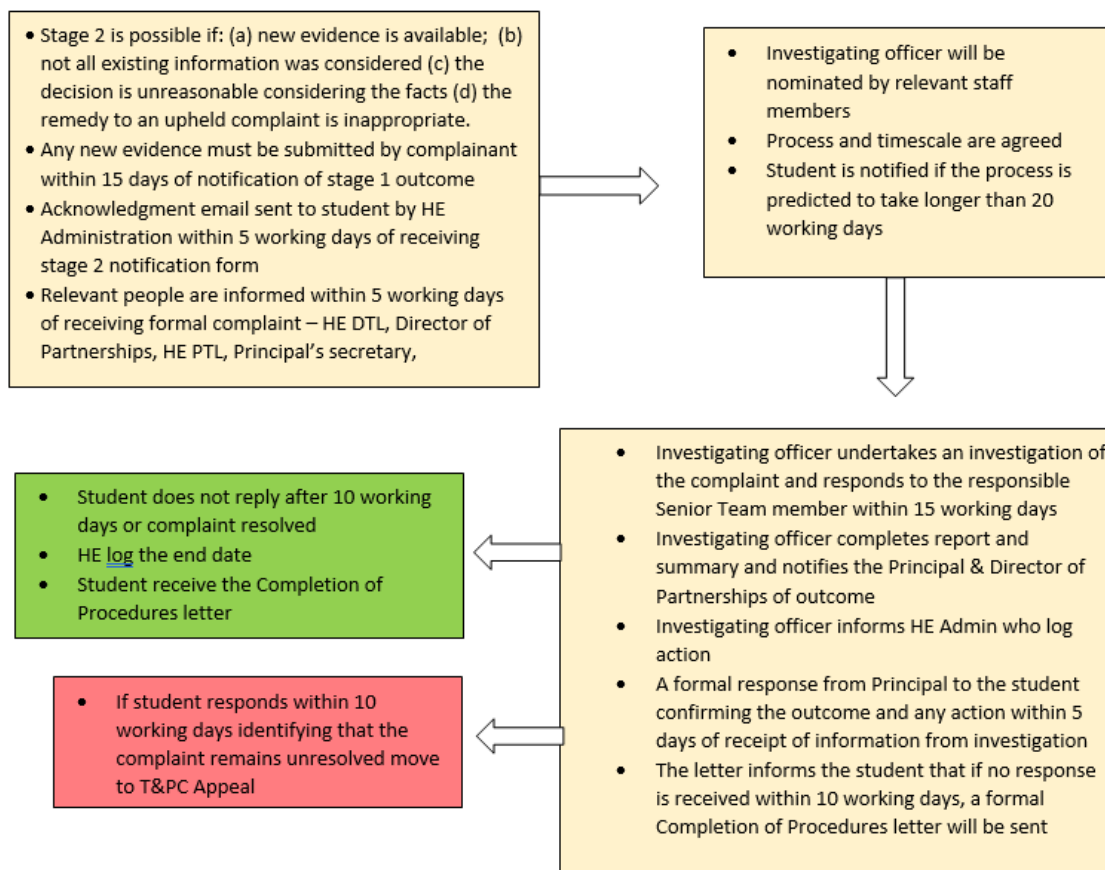 • Stage 2 is possible if: (a) new evidence is available;  (b)
not all existing information was considered (c) the
decision is unreasonable considering the facts (d) the
remedy to an upheld complaint is inappropriate.
• Any new evidence must be submitted by complainant
within 15 days of notification of stage 1 outcome
• Acknowledgment email sent to student by HE
Administration within 5 working days of receiving
stage 2 notification form
• Relevant people are informed within 5 working days
of receiving formal complaint – HE DTL, Director of
Partnerships, HE PTL, Principal’s secretary,
• Investigating officer will be
nominated by relevant staff
members
• Process and timescale are agreed
• Student is notified if the process is
predicted to take longer than 20
working days
• Investigating officer undertakes an investigation of
the complaint and responds to the responsible
Senior Team member within 15 working days
• Investigating officer completes report and
summary and notifies the Principal & Director of
Partnerships of outcome
• Investigating officer informs HE Admin who log
action
• A formal response from Principal to the student
confirming the outcome and any action within 5
days of receipt of information from investigation
• The letter informs the student that if no response
is received within 10 working days, a formal
Completion of Procedures letter will be sent
• Student does not reply after 10 working
days or complaint resolved
• HE log the end date
• Student receive the Completion of
Procedures letter
• If student responds within 10
working days identifying that the
complaint remains unresolved move
to T&PC Appeal